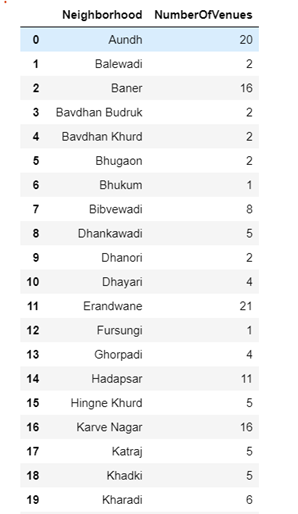 Neighborhood NumberOfVenues
0 Aundh 20
1 Balewadi 2
2 Baner 16
3 Bavdhan Budruk 2
4 Bavdhan Khurd 2
5 Bhugaon 2
6 Bhukum 1
7 Bibvewadi 8
8 Dhankawadi 5
9 Dhanori 2
10 Dhayari 4
11 Erandwane 21
12 Fursungi 1
13 Ghorpadi 4
14 Hadapsar 11
15 Hingne Khurd 5
16 Karve Nagar 16
17 Katraj 5
18 Khadki 5
19 Kharadi 6